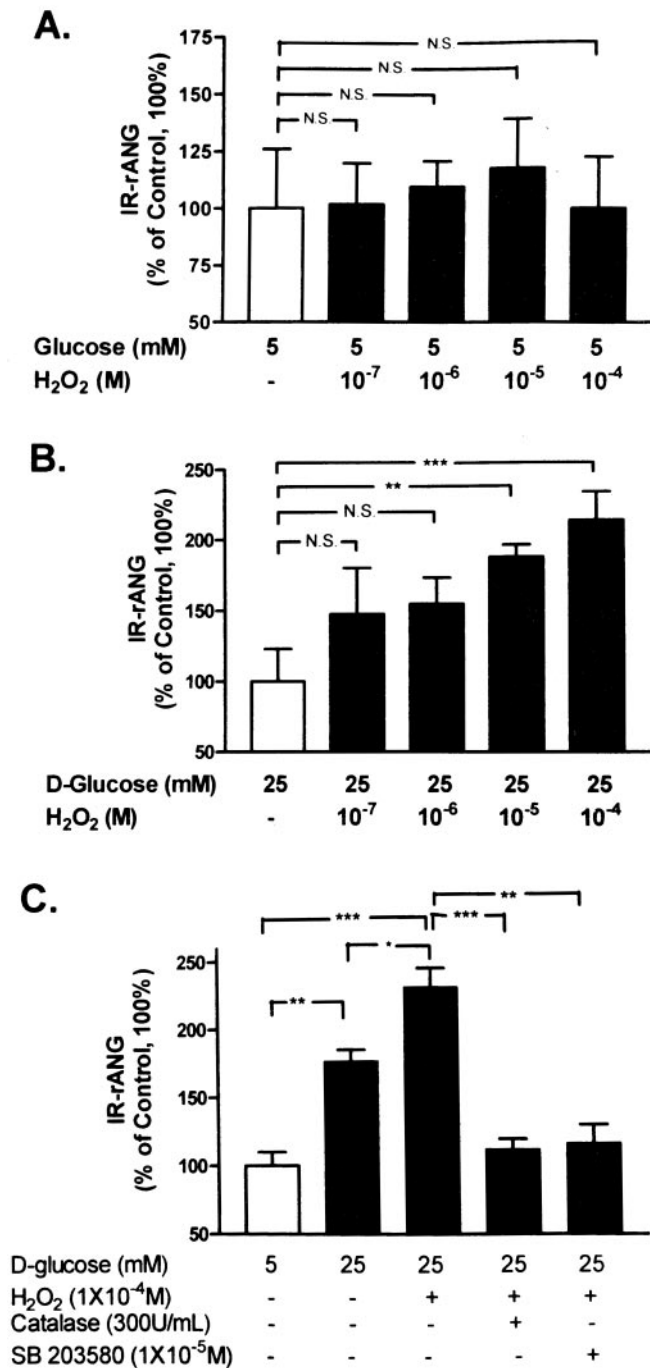 A.
N.S.
N.S.
N.S.
N.S.
IR-rANG
(% of Control, 100%)
175
150
125
100
75
50
Glucose (mM) 5 5 5 5 5
H₂O₂ (M) - 10⁻⁷ 10⁻⁶ 10⁻⁵ 10⁻⁴
B.
***
**
N.S.
N.S.
IR-rANG
(% of Control, 100%)
250
200
150
100
50
D-Glucose (mM) 25 25 25 25 25
H₂O₂ (M) - 10⁻⁷ 10⁻⁶ 10⁻⁵ 10⁻⁴
C.
**
*** ***
*
**
IR-rANG
(% of Control, 100%)
250
200
150
100
50
D-glucose (mM) 5 25 25 25 25
H₂O₂ (1X10⁻⁴M) - - + + +
Catalase (300U/mL) - - - + -
SB 203580 (1X10⁻⁵M) - - - - +